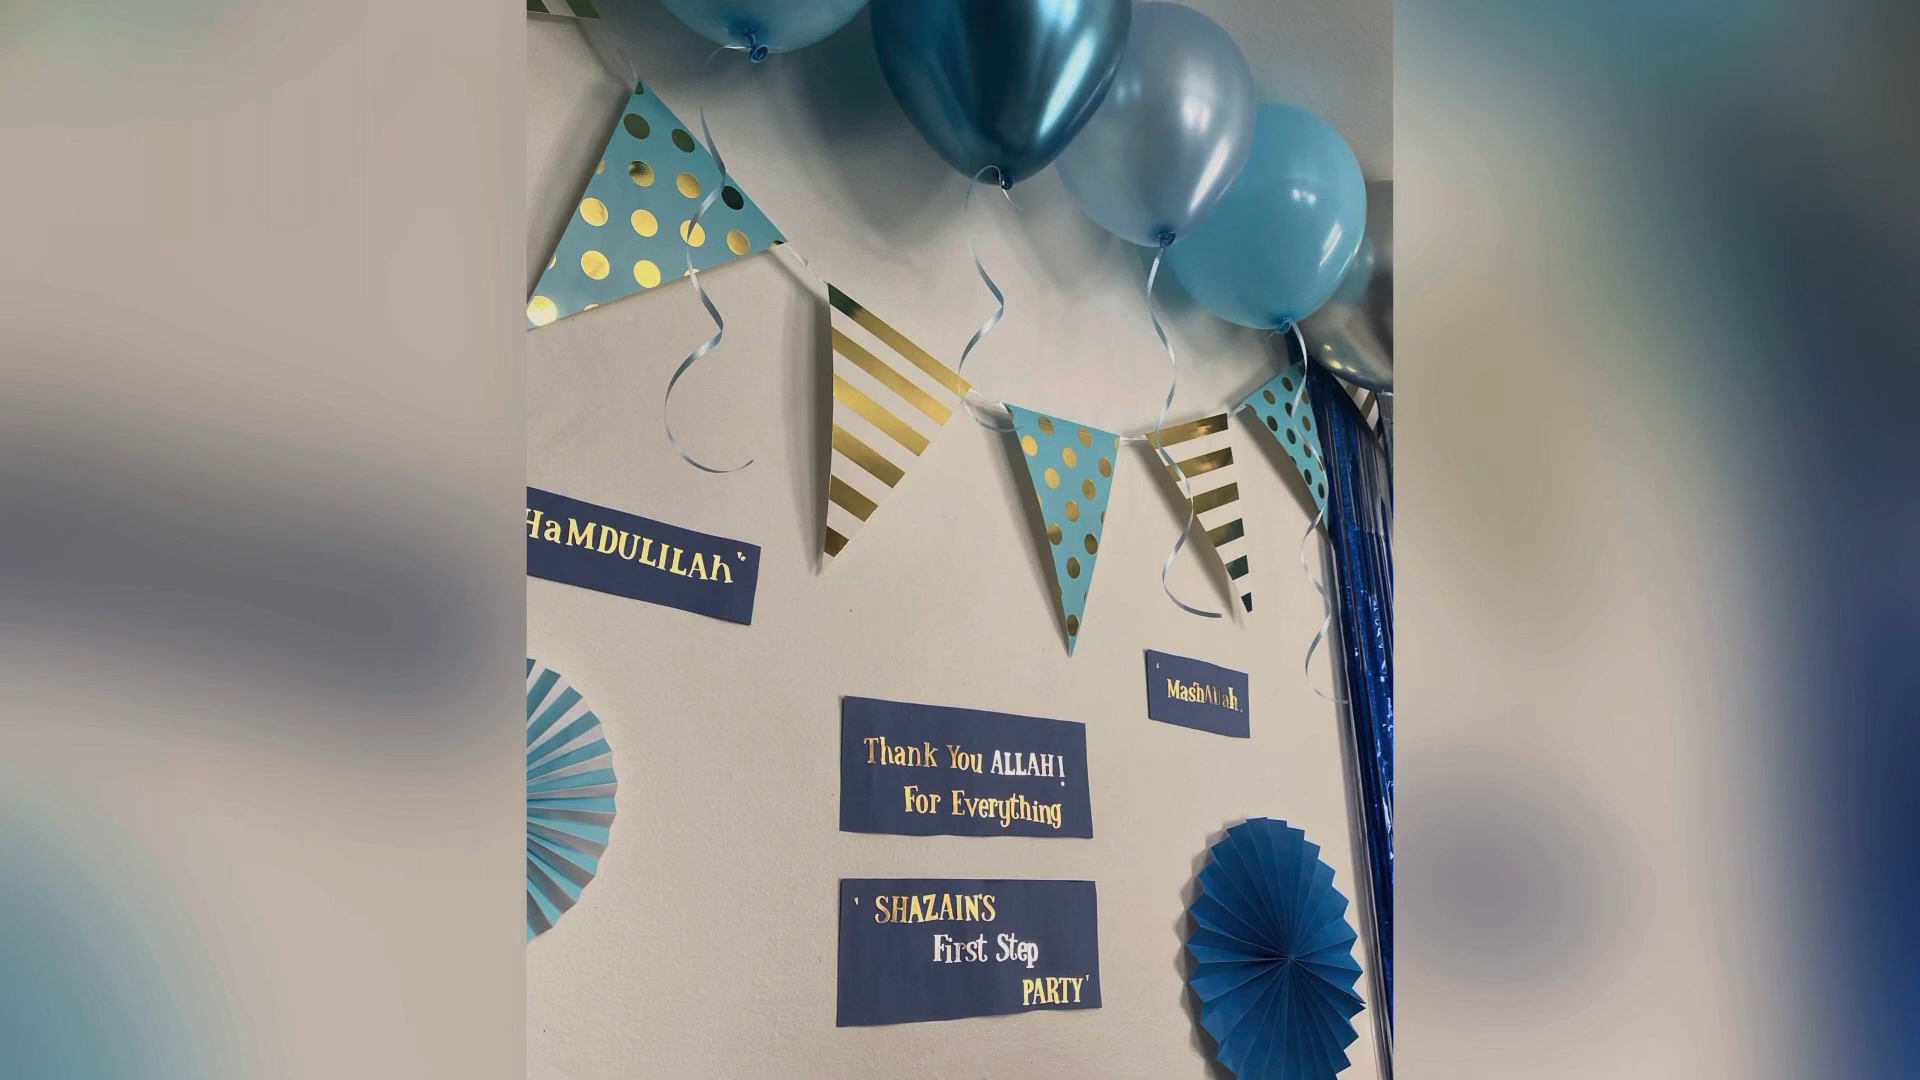 HaMDULILAh"
'MashAllah.
Thank You ALLAH!
For Everything
' SHAZAIN'S
First Step
PARTY'